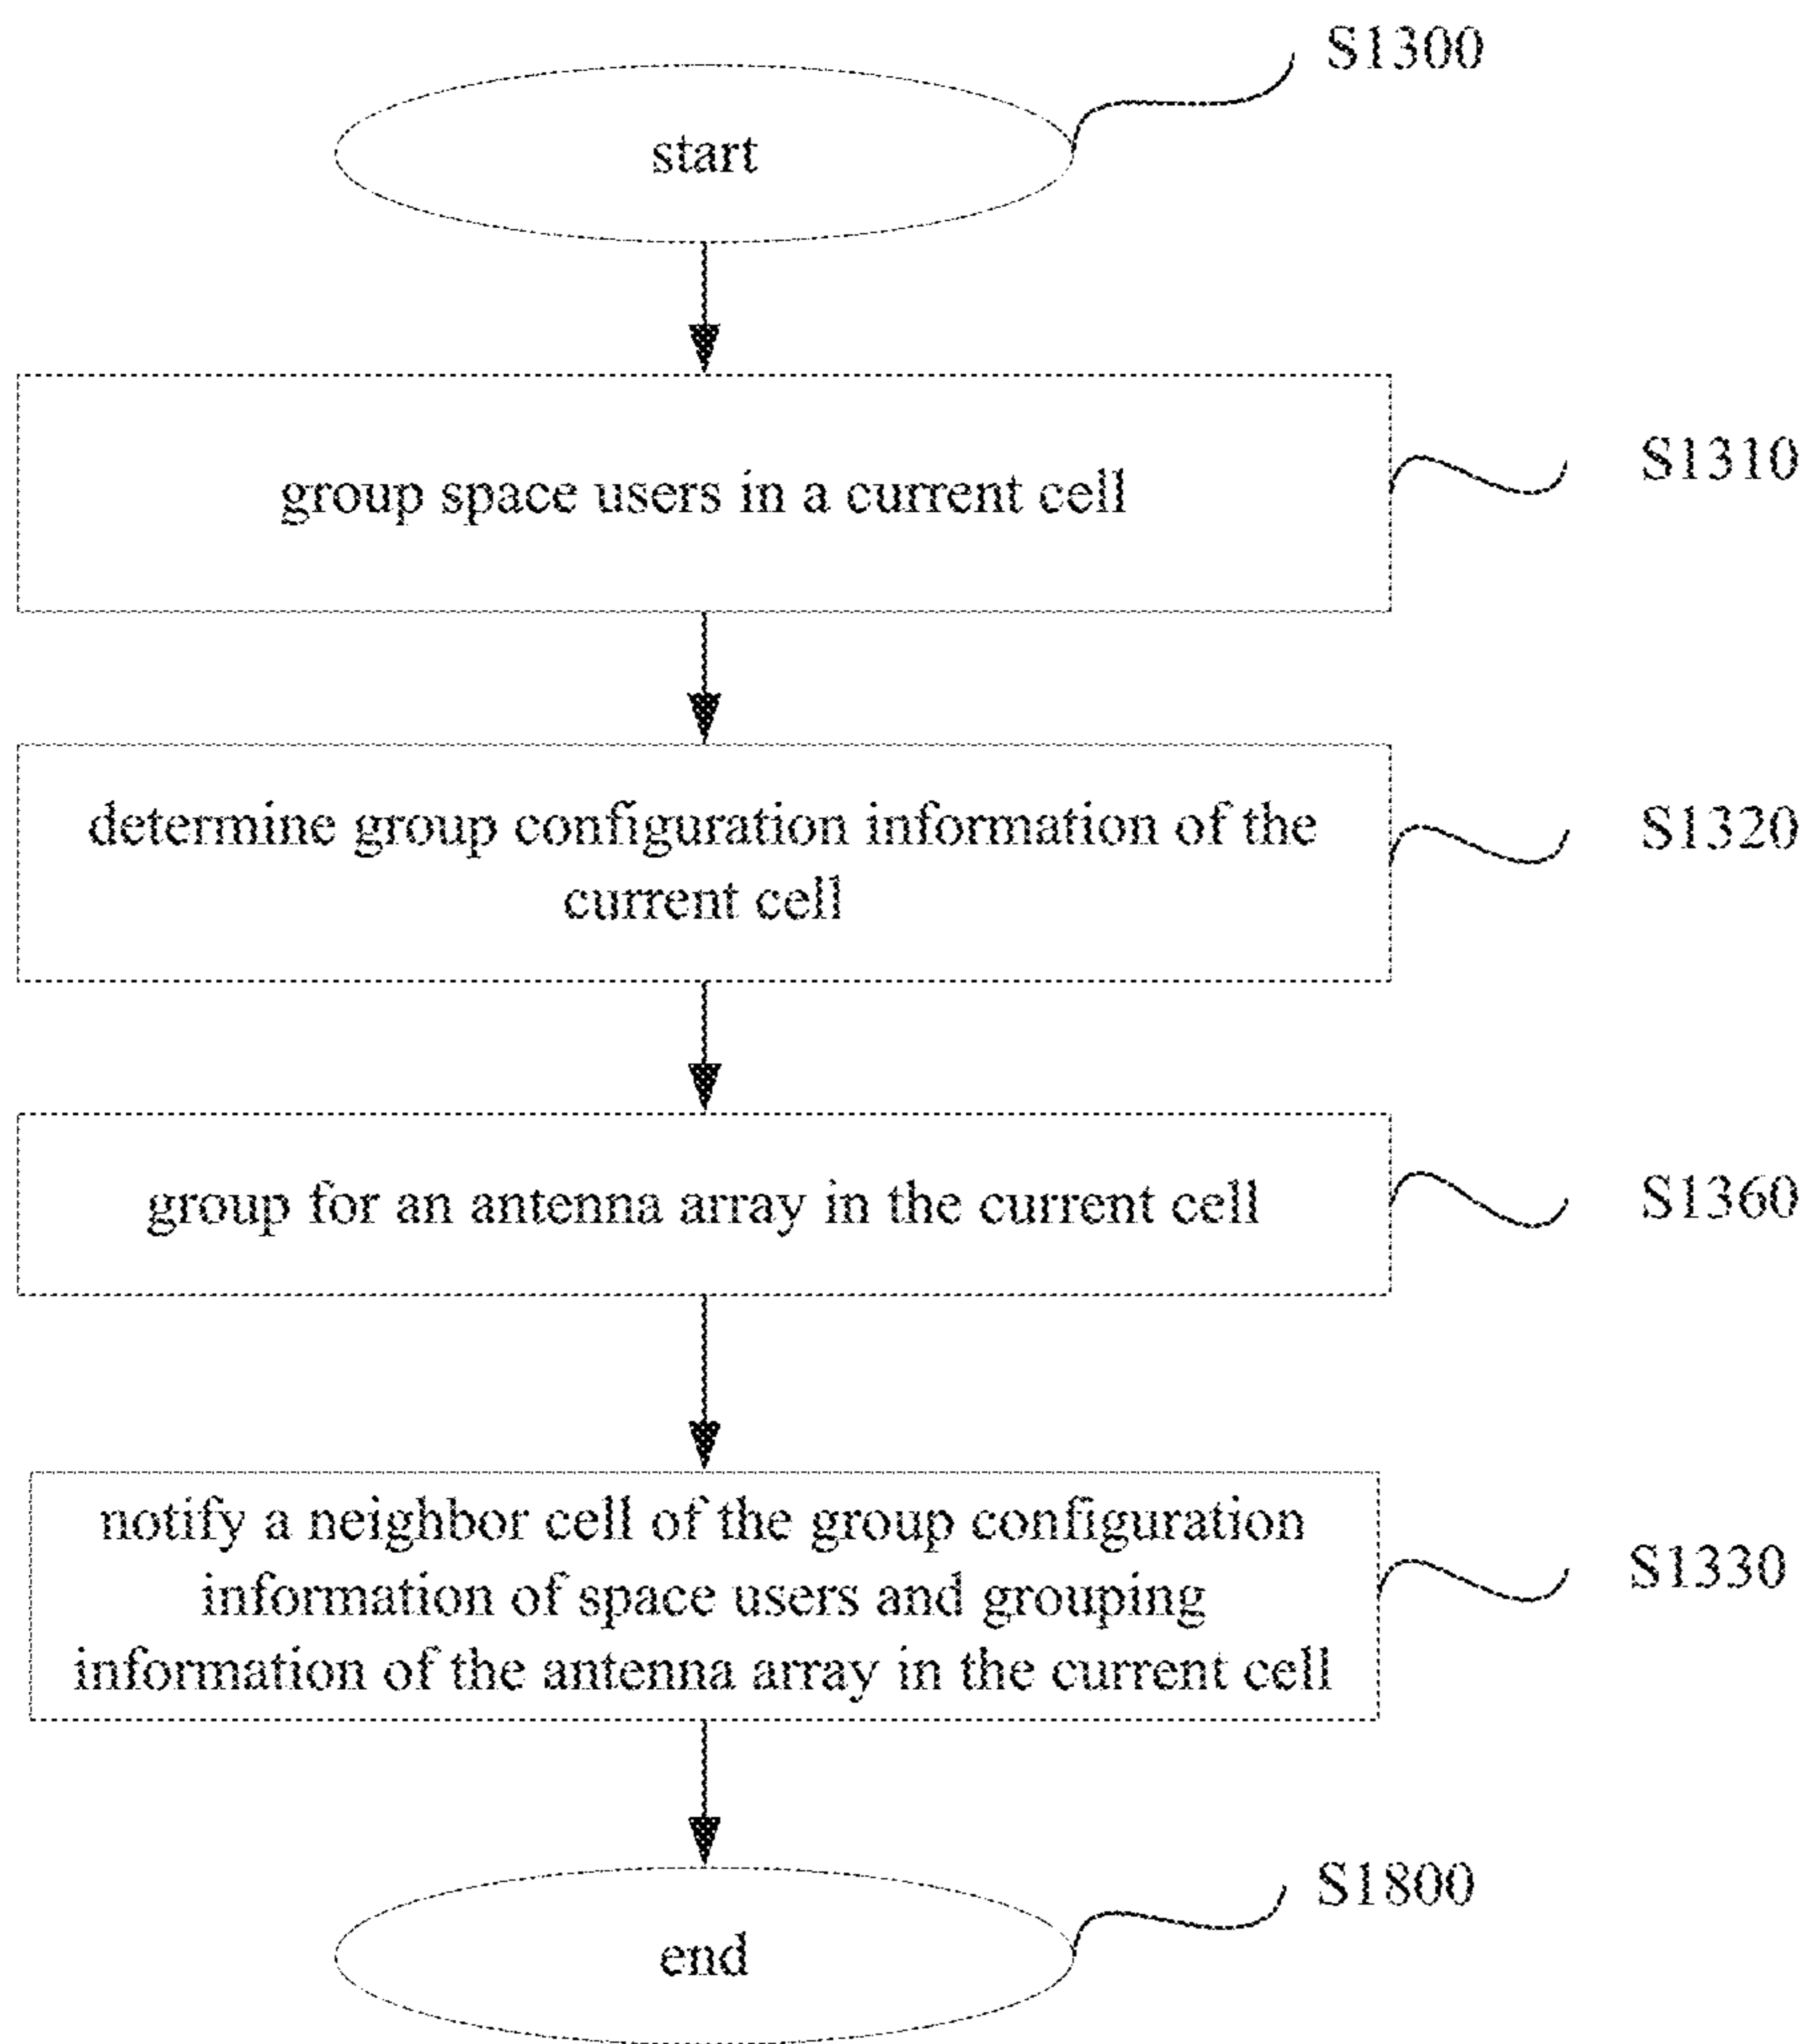 S1300
start
group space users in a current cell
S1310
determine group configuration information of the
current cell
S1320
group for an antenna array in the current cell
S1360
notify a neighbor cell of the group configuration
information of space users and grouping
information of the antenna array in the current cell
S1330
S1800
end